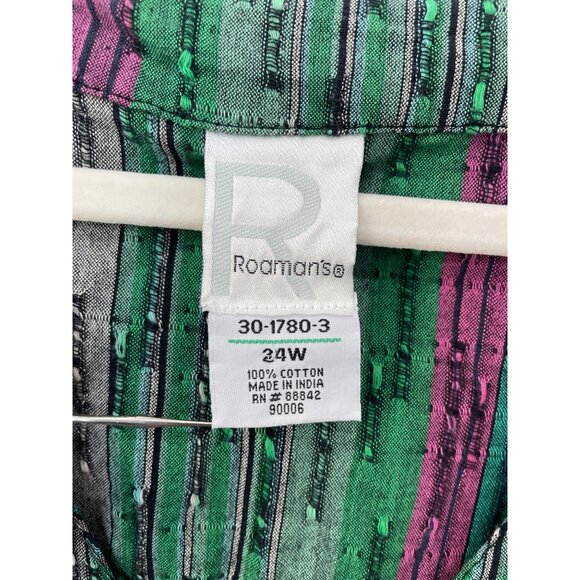 R
Roaman's®
30-1780-3
24W
100% COTTON
MADE IN INDIA
RN # 88842
90006